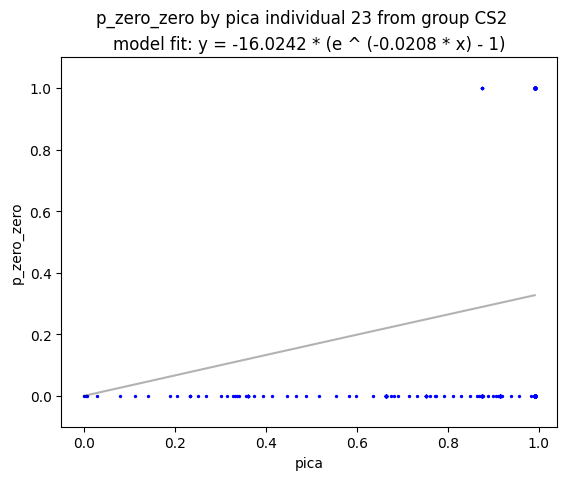 p_zero_zero by pica individual 23 from group CS2
model fit: y = -16.0242 * (e ^ (-0.0208 * x) - 1)
1.0
0.8
0.6
0.4
0.2
0.0
p_zero_zero
0.0 0.2 0.4 0.6 0.8 1.0
pica